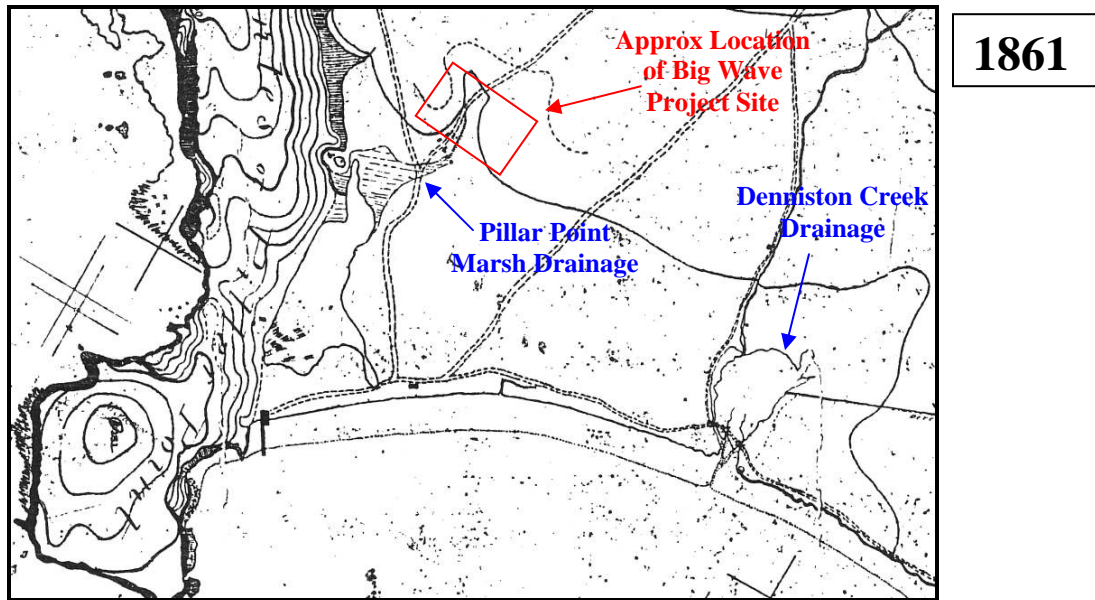 1861
Approx Location
of Big Wave
Project Site
Denniston Creek
Drainage
Pillar Point
Marsh Drainage